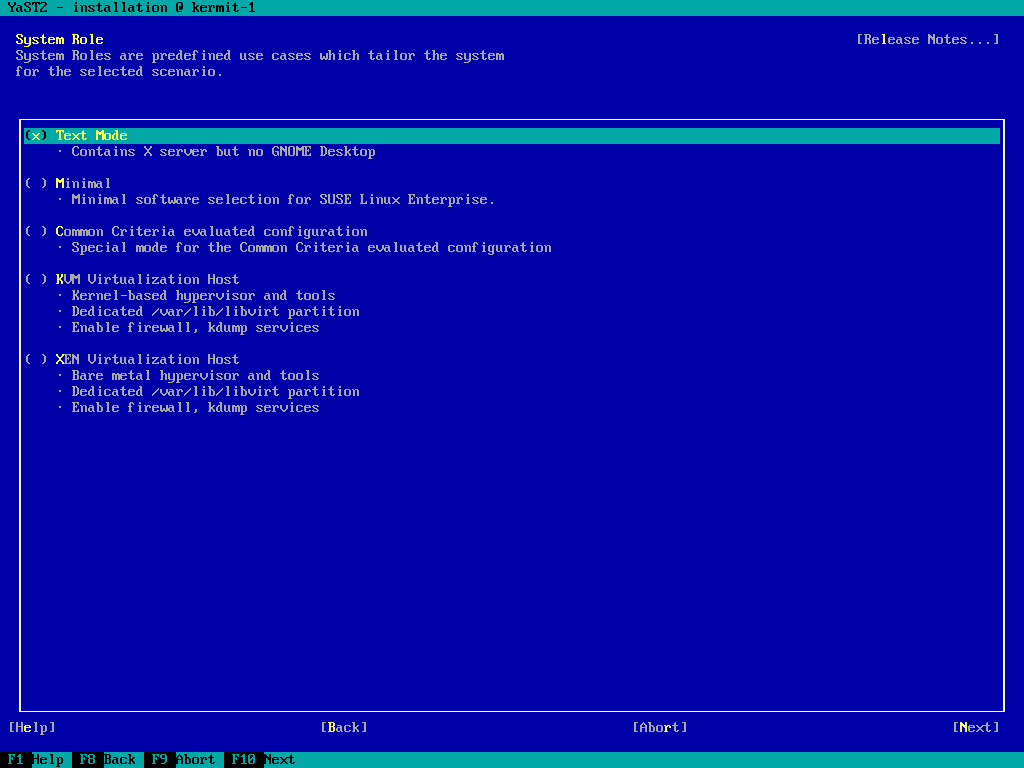 YaST2 - installation @ kermit-1
System Role [Release Notes...]
System Roles are predefined use cases which tailor the system
for the selected scenario.
(x) Text Mode
· Contains X server but no GNOME Desktop
( ) Minimal
· Minimal software selection for SUSE Linux Enterprise.
( ) Common Criteria evaluated configuration
· Special mode for the Common Criteria evaluated configuration
( ) KVM Virtualization Host
· Kernel-based hypervisor and tools
· Dedicated /var/lib/libvirt partition
· Enable firewall, kdump services
( ) XEN Virtualization Host
· Bare metal hypervisor and tools
· Dedicated /var/lib/libvirt partition
· Enable firewall, kdump services
[Help] [Back] [Abort] [Next]
F1 Help F8 Back F9 Abort F10 Next